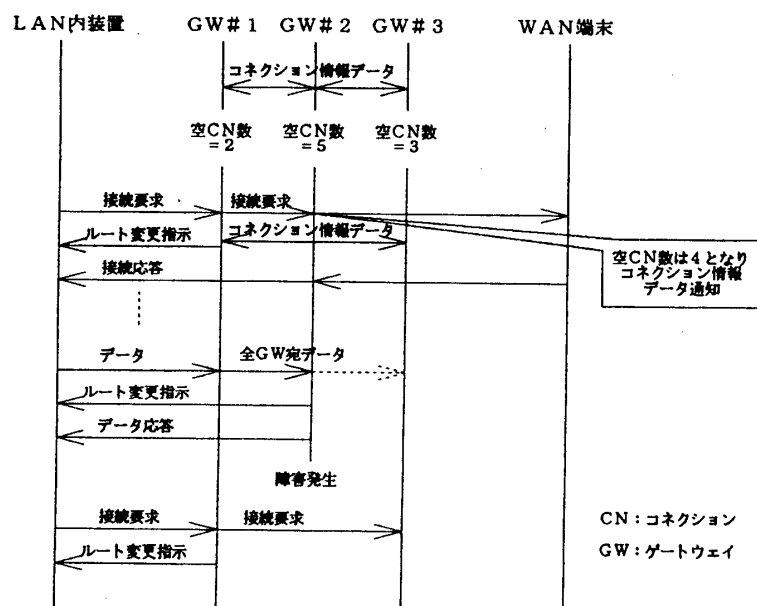 LAN内装置 GW#1 GW#2 GW#3 WAN端末
コネクション情報データ
空CN数 空CN数 空CN数
=2 =5 =3
接続要求 接続要求
ルート変更指示 コネクション情報データ
空CN数は4となり
コネクション情報
データ通知
接続応答
データ 全GW宛データ
ルート変更指示
データ応答
障害発生
接続要求 接続要求
CN:コネクション
ルート変更指示
GW:ゲートウェイ